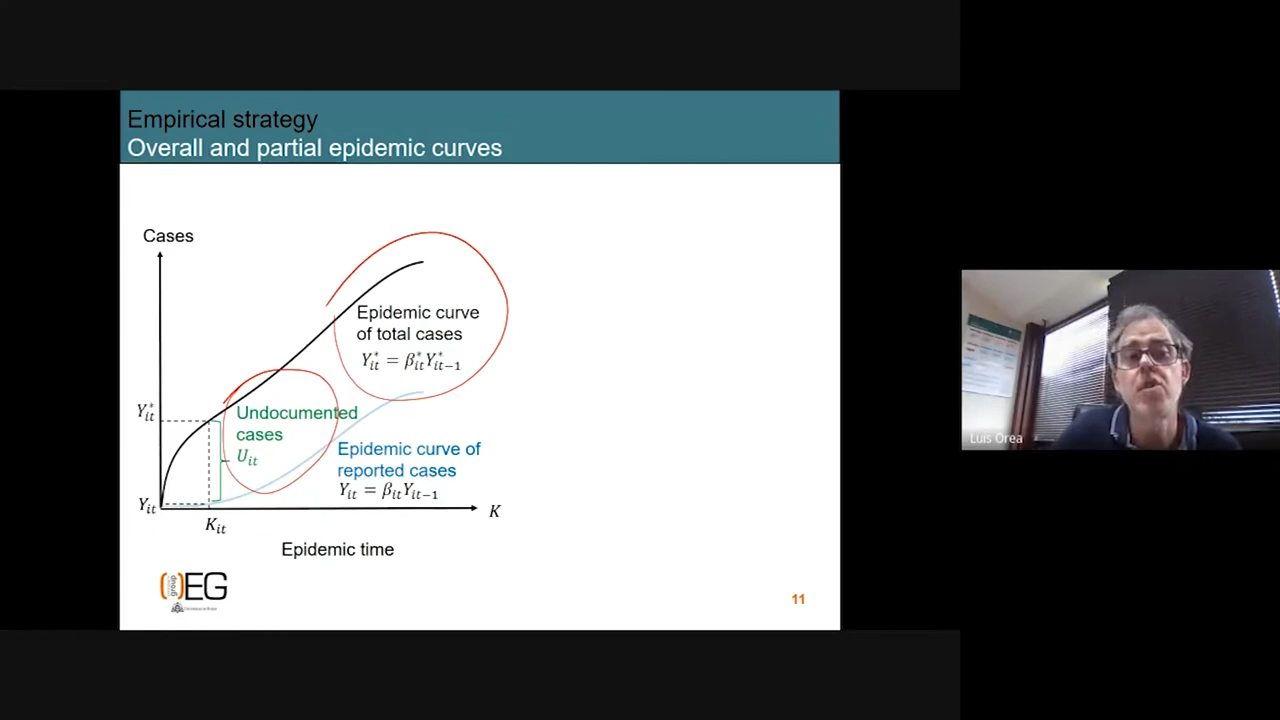 Empirical strategy
Overall and partial epidemic curves
Cases
Epidemic curve
of total cases
Y*it = β*it Y*it−1
Y*it
Undocumented
cases
Uit
Epidemic curve of
reported cases
Yit = βit Yit−1
Yit
K
Kit
Epidemic time
EG
group
11
Luis Orea